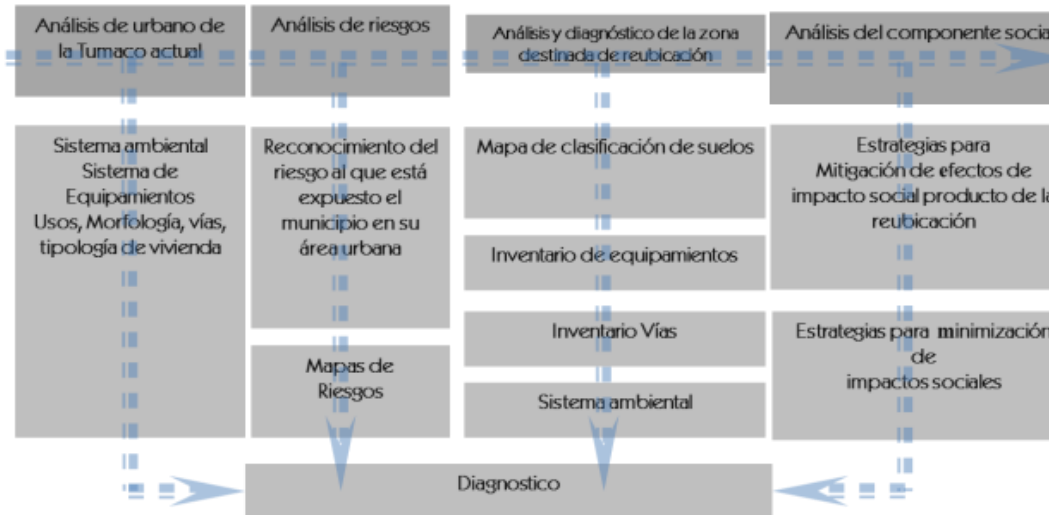 Análisis de urbano de
la Tumaco actual
Análisis de riesgos
Análisis y diagnóstico de la zona
destinada de reubicación
Análisis del componente social
Sistema ambiental
Sistema de
Equipamientos
Usos, Morfología, vías,
tipología de vivienda
Reconocimiento del
riesgo al que está
expuesto el
municipio en su
área urbana
Mapas de
Riesgos
Mapa de clasificación de suelos
Inventario de equipamientos
Inventario Vías
Sistema ambiental
Estrategias para
Mitigación de efectos de
impacto social producto de la
reubicación
Estrategias para minimización
de
impactos sociales
Diagnostico